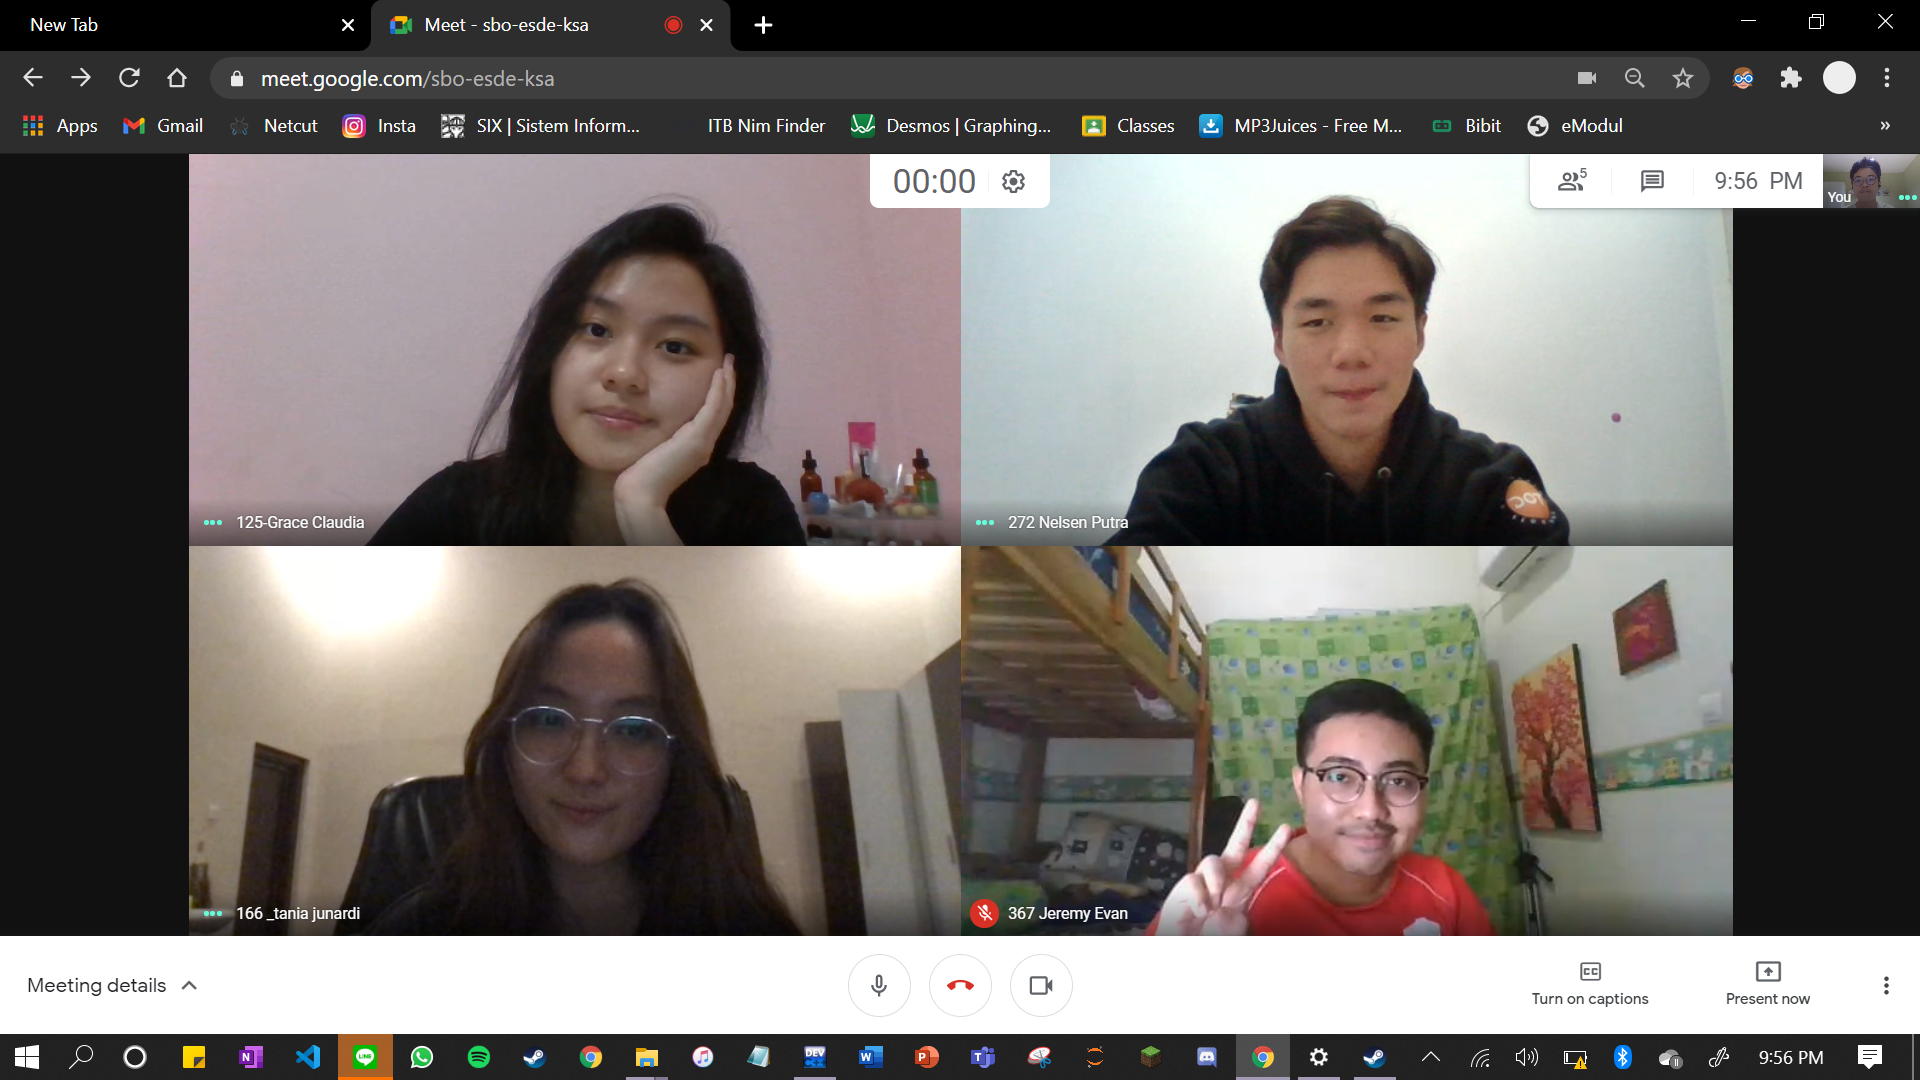 New Tab
Meet - sbo-esde-ksa
meet.google.com/sbo-esde-ksa
Apps
Gmail
Netcut
Insta
SIX | Sistem Inform...
ITB Nim Finder
Desmos | Graphing...
Classes
MP3Juices - Free M...
Bibit
eModul
»
00:00
5
9:56 PM
You
125-Grace Claudia
272 Nelsen Putra
166 _tania junardi
367 Jeremy Evan
Meeting details
CC
Turn on captions
Present now
N
LINE
DEV
W
P
T
9:56 PM